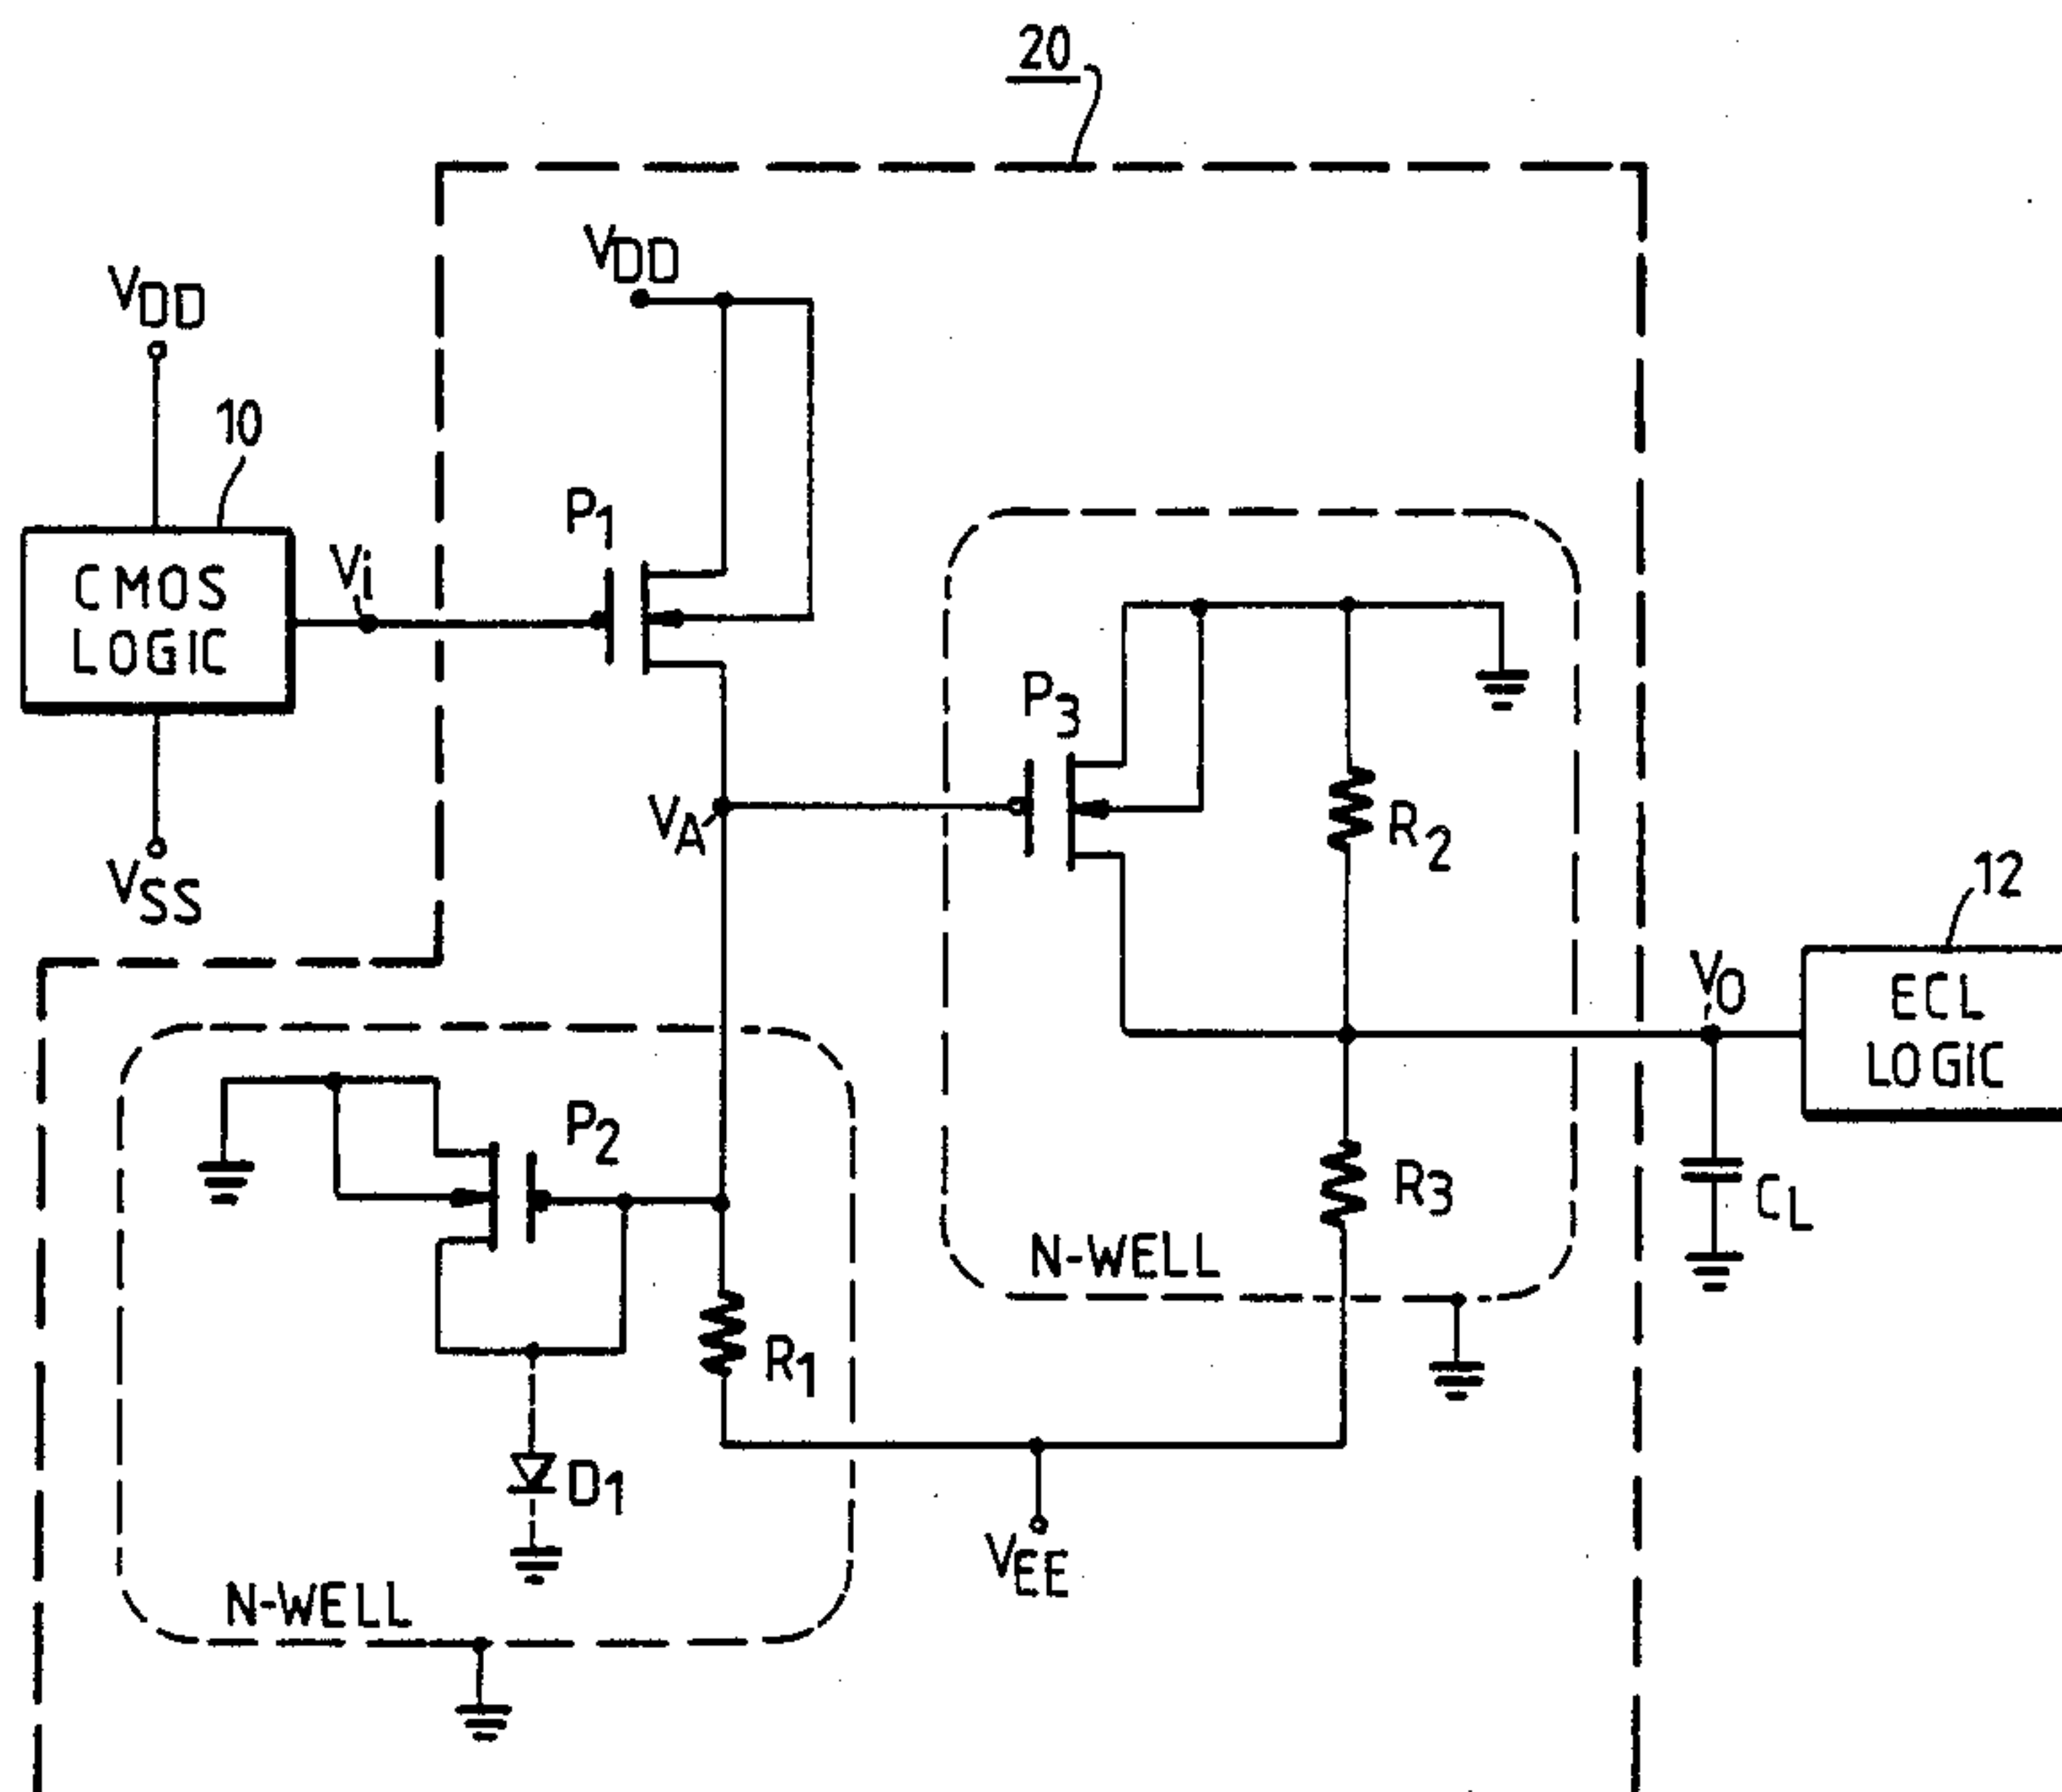 20
VDD
VDD
10
P1
CMOS
LOGIC
Vi
P3
VA
R2
VSS
12
VO
ECL
LOGIC
P2
R3
CL
N-WELL
R1
D1
VEE
N-WELL